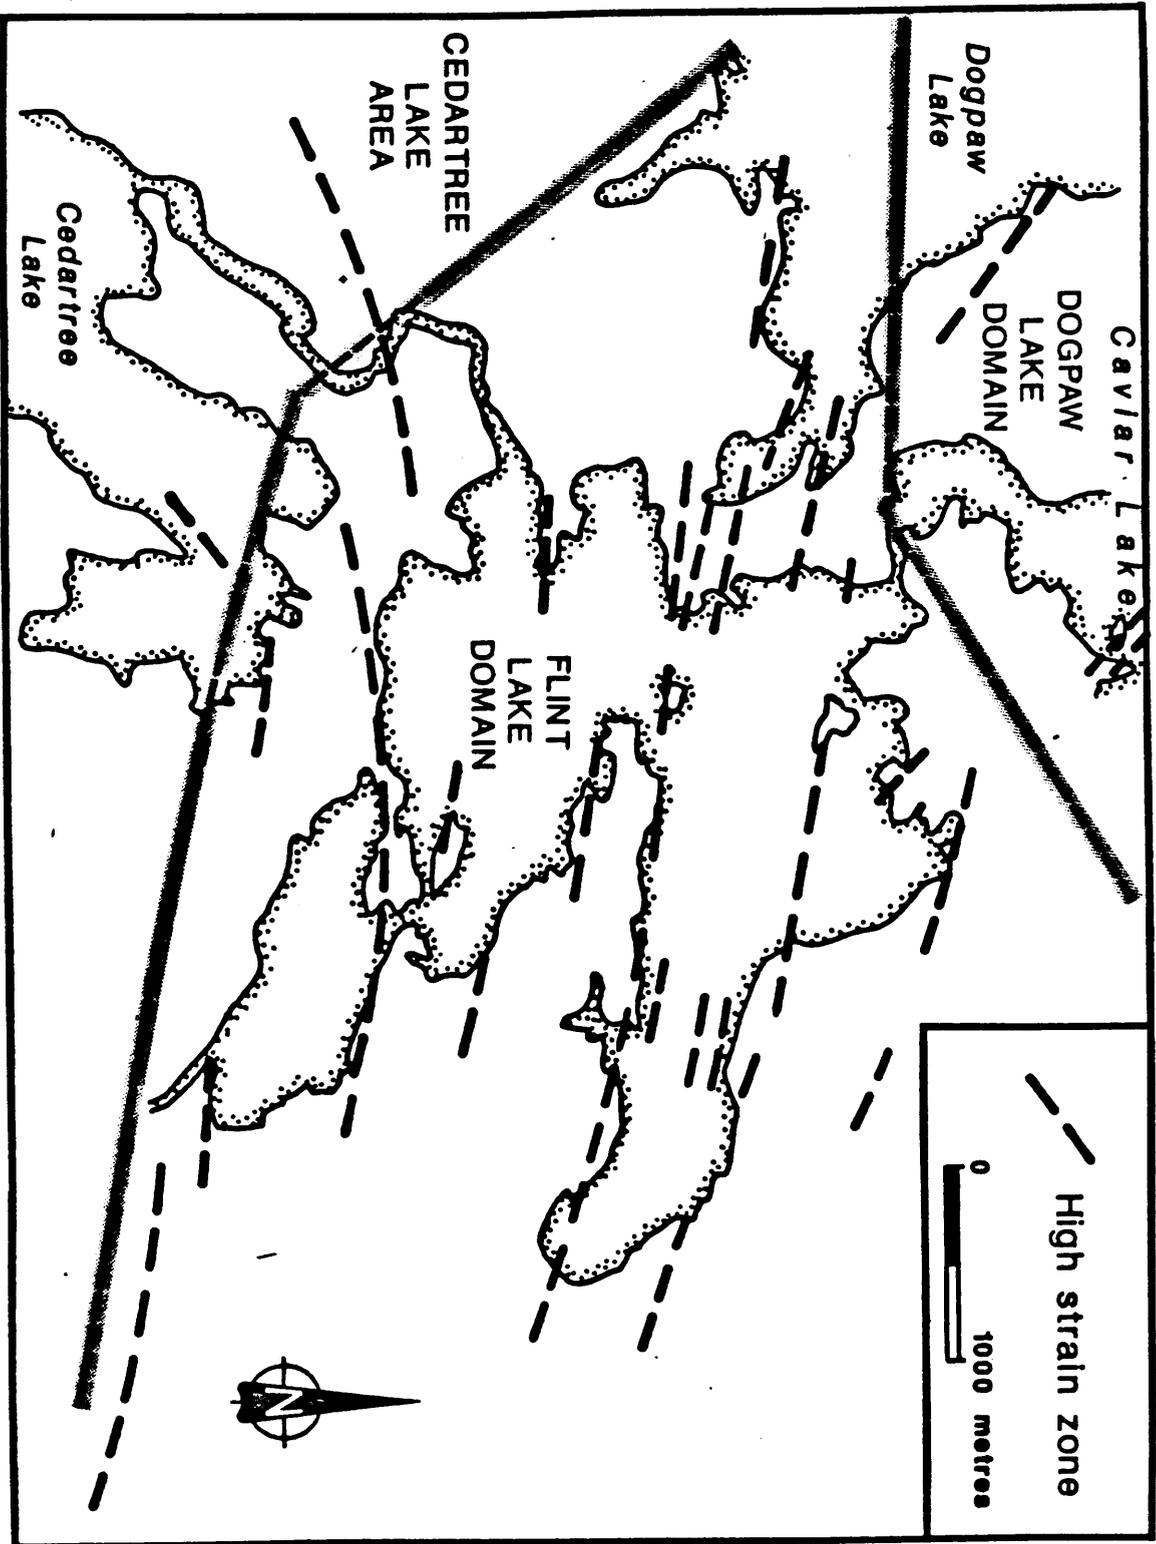 Caviar Lake
DOGPAW
LAKE
DOMAIN
Dogpaw
Lake
High strain zone
0 1000 metres
CEDARTREE
LAKE
AREA
FLINT
LAKE
DOMAIN
Cedartree
Lake
N